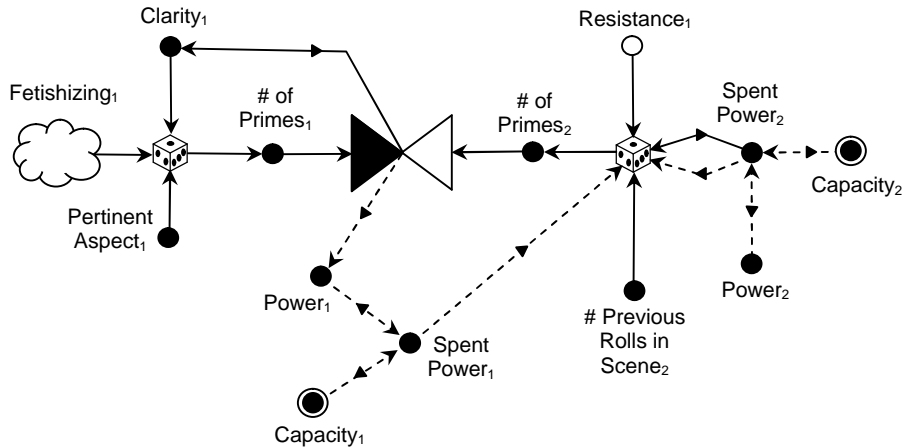 Clarity₁
Resistance₁
Fetishizing₁
# of
Primes₁
# of
Primes₂
Spent
Power₂
Capacity₂
Pertinent
Aspect₁
Power₁
Power₂
# Previous
Rolls in
Scene₂
Spent
Power₁
Capacity₁